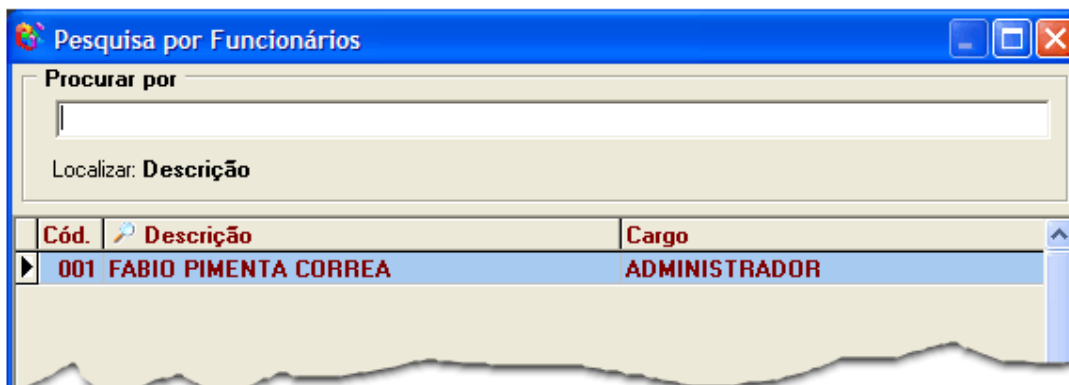 Pesquisa por Funcionários
Procurar por
Localizar: Descrição
Cód. Descrição Cargo
001 FABIO PIMENTA CORREA ADMINISTRADOR